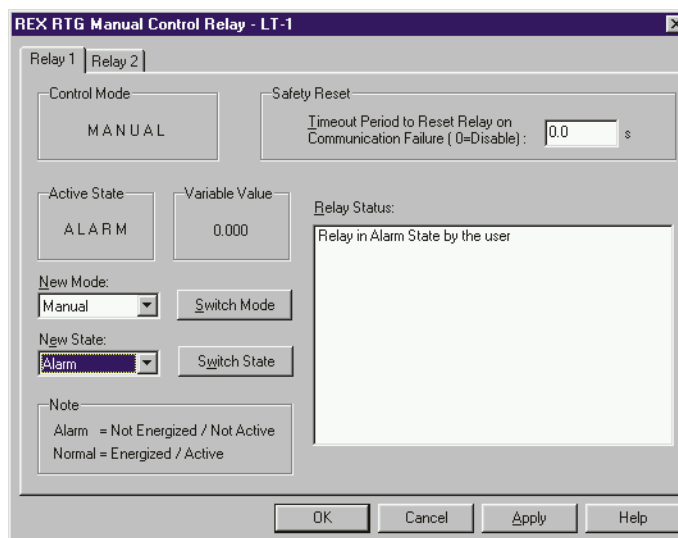 REX RTG Manual Control Relay - LT-1
Relay 1 Relay 2
Control Mode
MANUAL
Safety Reset
Timeout Period to Reset Relay on
Communication Failure ( 0=Disable) : 0.0 s
Active State
ALARM
Variable Value
0.000
Relay Status:
Relay in Alarm State by the user
New Mode:
Manual Switch Mode
New State:
Alarm Switch State
Note
Alarm = Not Energized / Not Active
Normal = Energized / Active
OK Cancel Apply Help